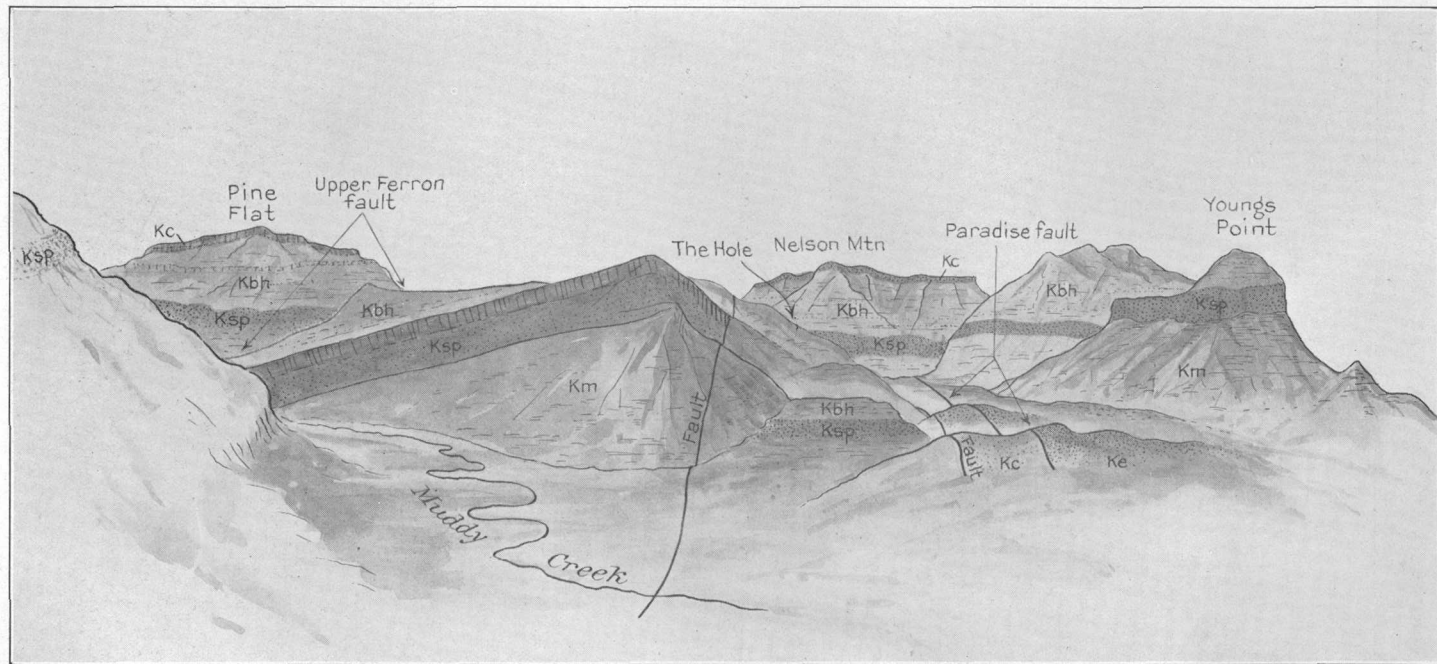 Pine
Flat
Upper Ferron
fault
Kc
Ksp
Kbh
Ksp
Kbh
Ksp
Km
Fault
The Hole
Nelson Mtn
Kc
Kbh
Ksp
Paradise fault
Kbh
Youngs
Point
Ksp
Km
Kbh
Ksp
Fault
Kc
Ke
Muddy
Creek